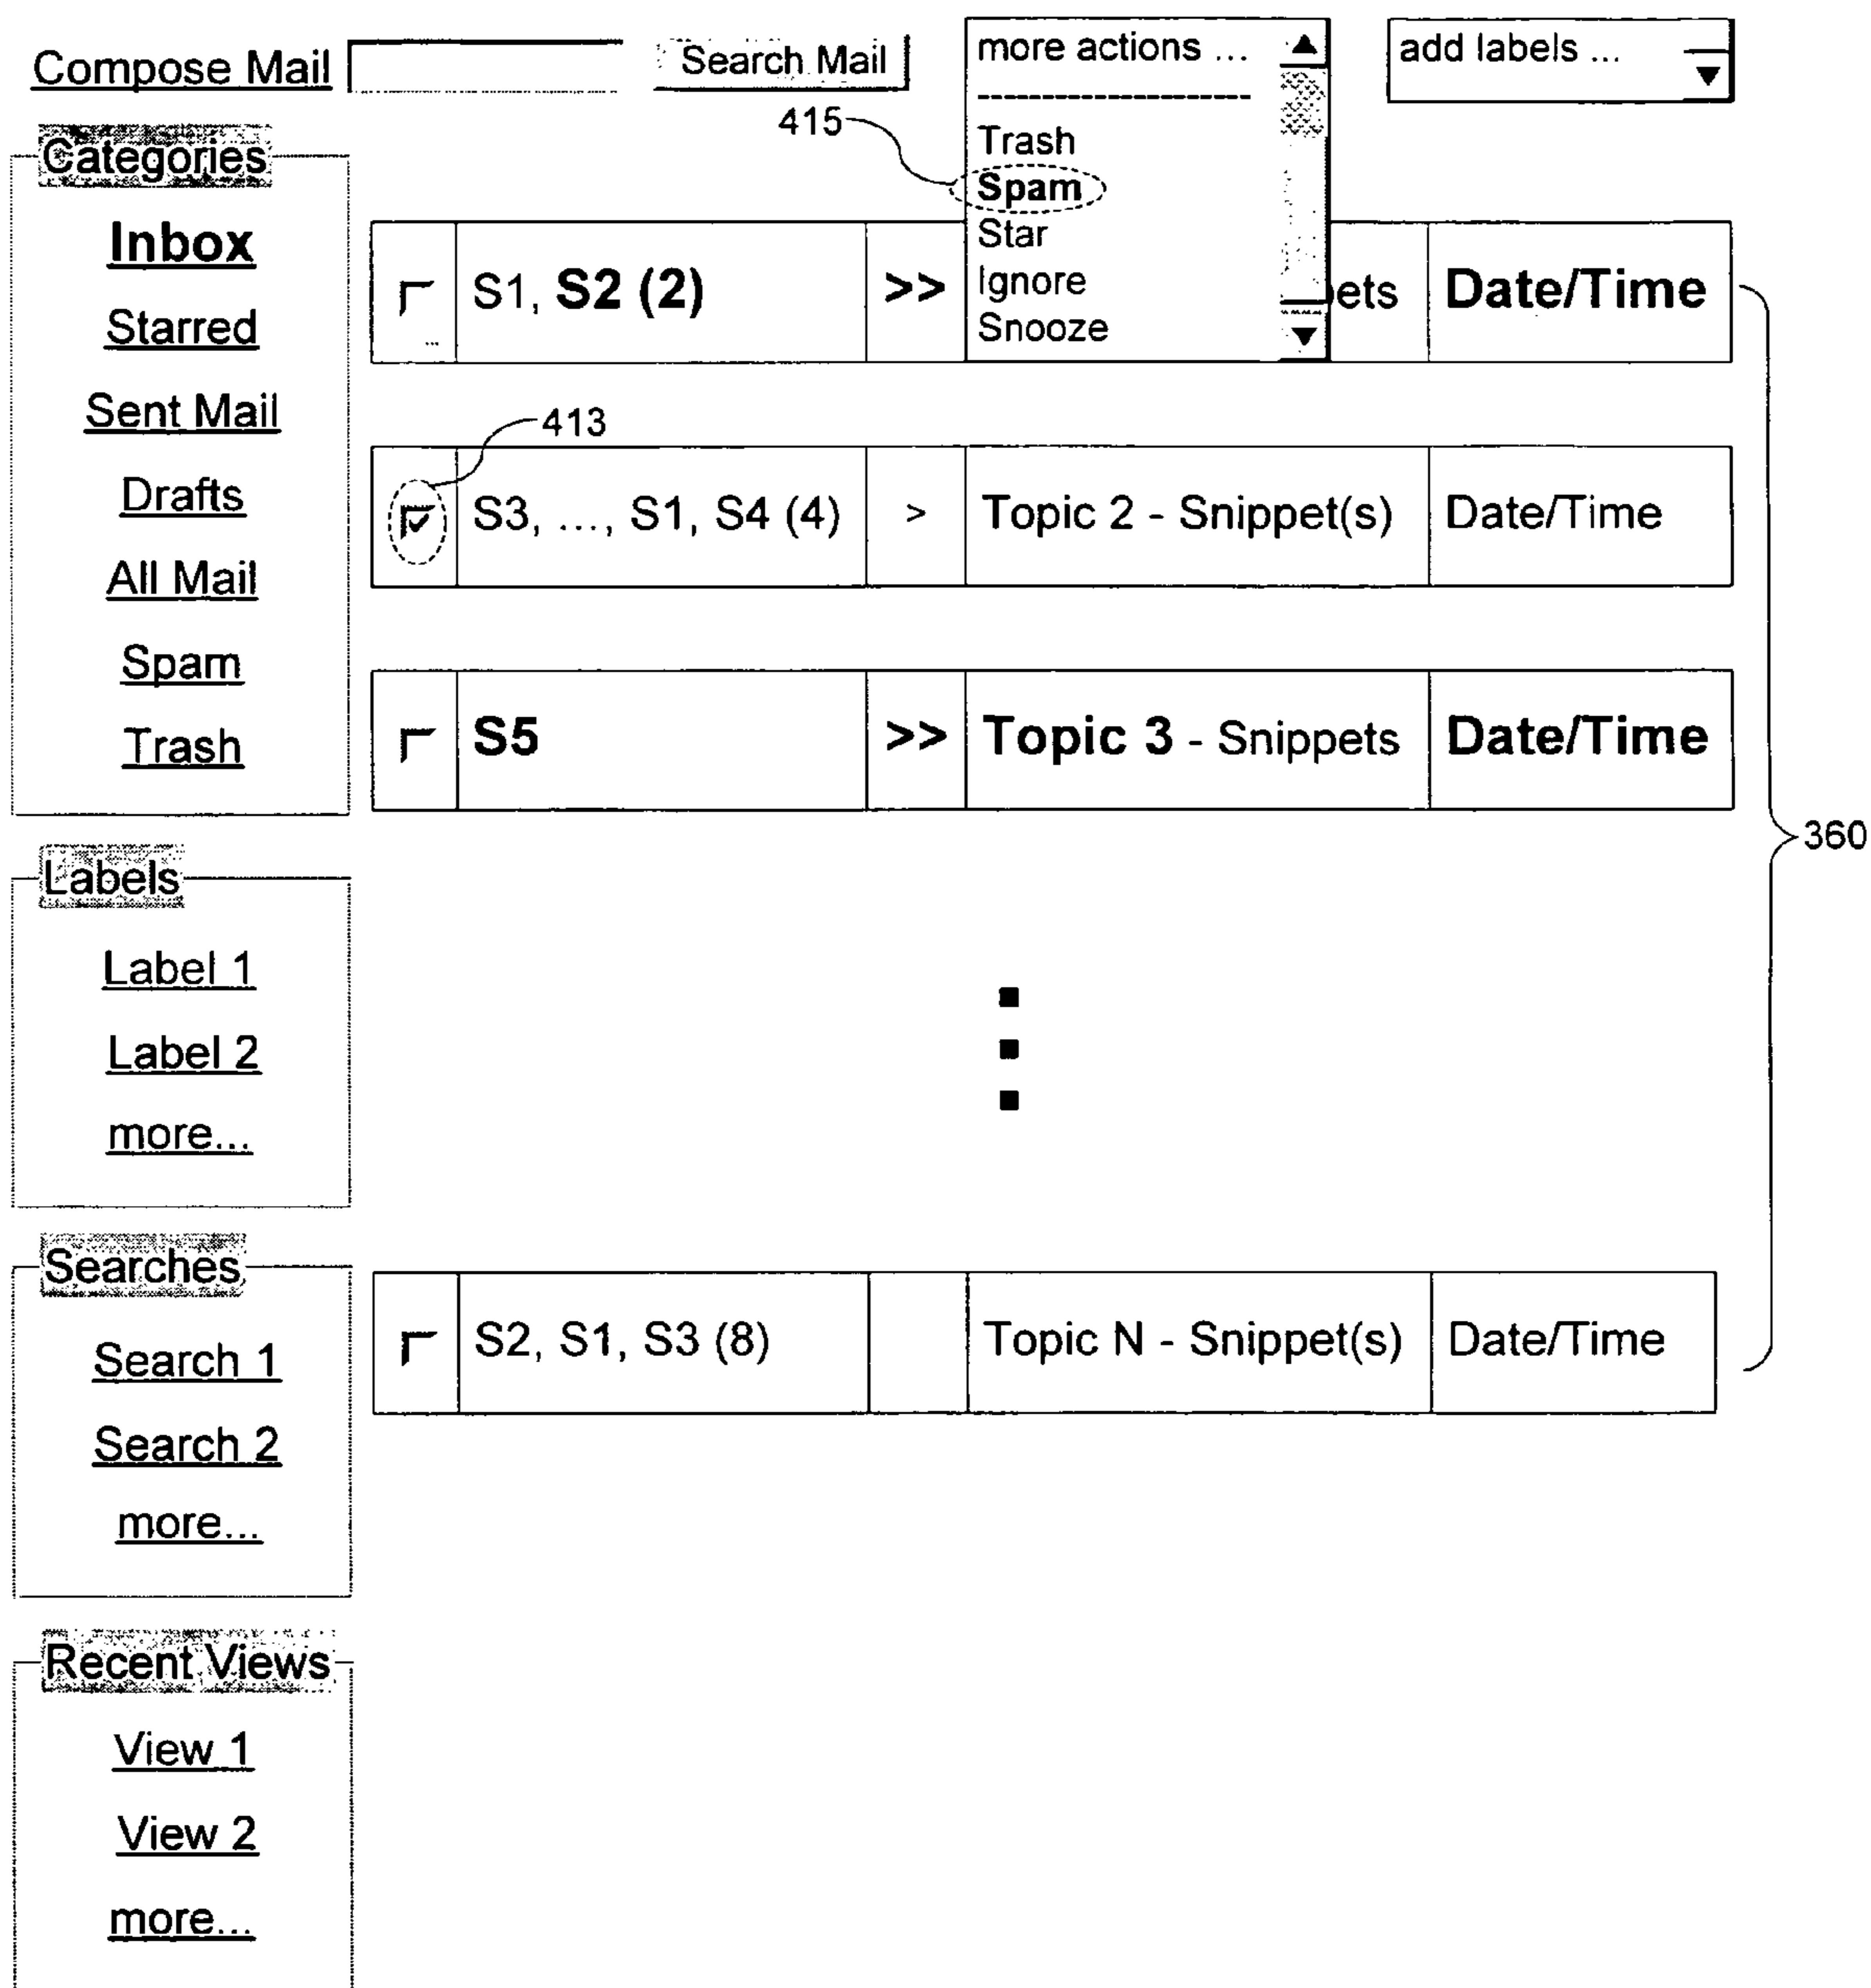 Compose Mail
Search Mail
more actions ...
add labels ...
415
Trash
Spam
Star
Ignore
Snooze
Categories
Inbox
Starred
Sent Mail
Drafts
All Mail
Spam
Trash
S1, S2 (2) >> ets Date/Time
413
S3, ..., S1, S4 (4) > Topic 2 - Snippet(s) Date/Time
S5 >> Topic 3 - Snippets Date/Time
360
Labels
Label 1
Label 2
more...
Searches
Search 1
Search 2
more...
S2, S1, S3 (8) Topic N - Snippet(s) Date/Time
Recent Views
View 1
View 2
more...